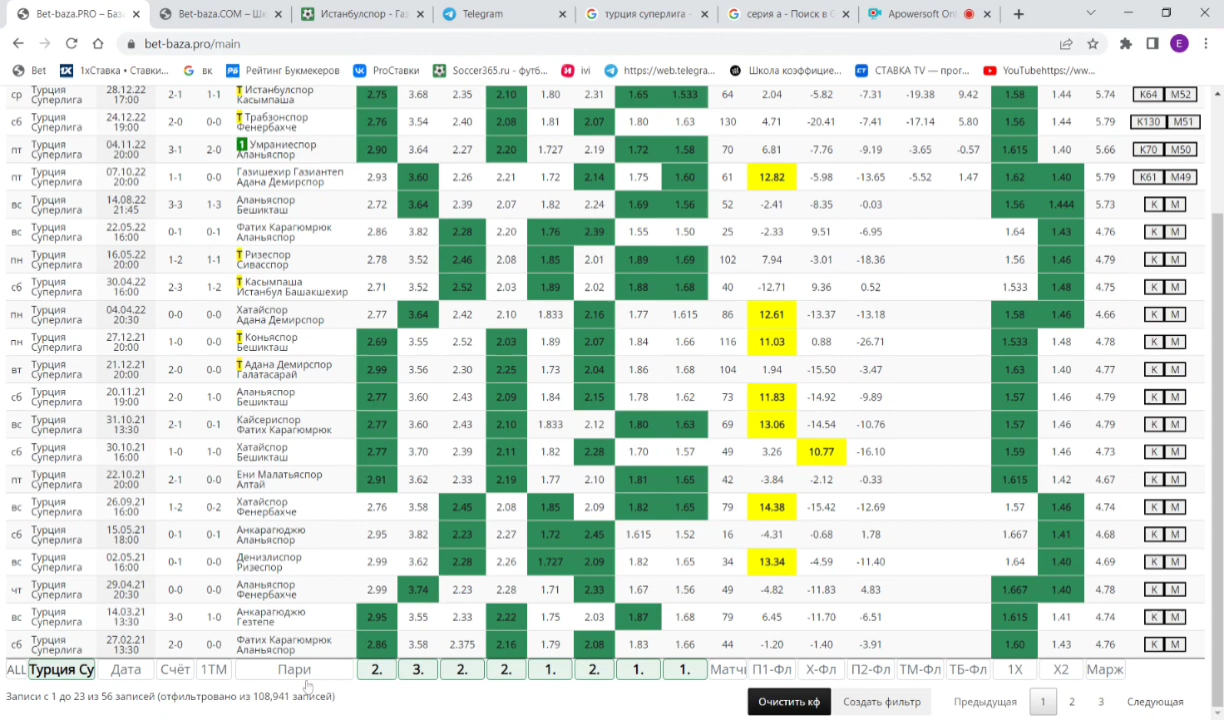 Bet-baza.PRO – База
Bet-baza.COM – Ше
Истанбулспор - Газ
Telegram
турция суперлига -
серия а - Поиск в G
Apowersoft Onl
bet-baza.pro/main
E
Bet
1xСтавка • Ставки...
вк
Рейтинг Букмекеров
ProСтавки
Soccer365.ru - футб...
ivi
https://web.telegra...
Школа коэффицие...
СТАВКА TV — прог...
YouTubehttps://ww...
ср Турция Суперлига 28.12.22 17:00 2-1 1-1 Т Истанбулспор Касымпаша 2.75 3.68 2.35 2.10 1.80 2.31 1.65 1.533 64 2.04 -5.82 -7.31 -19.38 9.42 1.58 1.44 5.74 K64 M52
сб Турция Суперлига 24.12.22 19:00 2-0 0-0 Т Трабзонспор Фенербахче 2.76 3.54 2.40 2.08 1.81 2.07 1.80 1.63 130 4.71 -20.41 -7.41 -17.14 5.80 1.56 1.44 5.79 K130 M51
пт Турция Суперлига 04.11.22 20:00 3-1 2-0 1 Умраниеспор Аланьяспор 2.90 3.64 2.27 2.20 1.727 2.19 1.72 1.58 70 6.81 -7.76 -9.19 -3.65 -0.57 1.615 1.40 5.66 K70 M50
пт Турция Суперлига 07.10.22 20:00 1-1 0-0 Газишехир Газиантеп Адана Демирспор 2.93 3.60 2.26 2.21 1.72 2.14 1.75 1.60 61 12.82 -5.98 -13.65 -5.52 1.47 1.62 1.40 5.79 K61 M49
вс Турция Суперлига 14.08.22 21:45 3-3 1-3 Аланьяспор Бешикташ 2.72 3.64 2.39 2.07 1.82 2.24 1.69 1.56 52 -2.41 -8.35 -0.03 1.56 1.444 5.73 K M
вс Турция Суперлига 22.05.22 16:00 0-1 0-1 Фатих Карагюмрюк Аланьяспор 2.86 3.82 2.28 2.20 1.76 2.39 1.55 1.50 25 -2.33 9.51 -6.95 1.64 1.43 4.76 K M
пн Турция Суперлига 16.05.22 20:00 1-2 1-1 Т Ризеспор Сивасспор 2.78 3.52 2.46 2.08 1.85 2.01 1.89 1.69 102 7.94 -3.01 -18.36 1.56 1.46 4.79 K M
сб Турция Суперлига 30.04.22 16:00 2-3 1-2 Т Касымпаша Истанбул Башакшехир 2.71 3.52 2.52 2.03 1.89 2.02 1.88 1.68 40 -12.71 9.36 0.52 1.533 1.48 4.75 K M
пн Турция Суперлига 04.04.22 20:30 0-0 0-0 Хатайспор Адана Демирспор 2.77 3.64 2.42 2.10 1.833 2.16 1.77 1.615 86 12.61 -13.37 -13.18 1.58 1.46 4.66 K M
пн Турция Суперлига 27.12.21 20:00 1-0 0-0 Т Коньяспор Бешикташ 2.69 3.55 2.52 2.03 1.89 2.07 1.84 1.66 116 11.03 0.88 -26.71 1.533 1.48 4.78 K M
вт Турция Суперлига 21.12.21 20:00 2-0 0-0 Т Адана Демирспор Галатасарай 2.99 3.56 2.30 2.25 1.73 2.04 1.86 1.68 104 1.94 -15.50 -3.47 1.63 1.40 4.77 K M
сб Турция Суперлига 20.11.21 19:00 2-0 1-0 Аланьяспор Бешикташ 2.77 3.60 2.43 2.09 1.84 2.15 1.78 1.62 73 11.83 -14.92 -9.89 1.57 1.46 4.79 K M
вс Турция Суперлига 31.10.21 13:30 2-1 0-1 Кайсериспор Фатих Карагюмрюк 2.77 3.60 2.43 2.10 1.833 2.12 1.80 1.63 69 13.06 -14.54 -10.76 1.57 1.46 4.79 K M
сб Турция Суперлига 30.10.21 16:00 1-0 1-0 Хатайспор Бешикташ 2.77 3.70 2.39 2.11 1.82 2.28 1.70 1.57 49 3.26 10.77 -16.10 1.59 1.46 4.73 K M
пт Турция Суперлига 22.10.21 20:00 2-1 0-0 Ени Малатьяспор Алтай 2.91 3.62 2.33 2.19 1.77 2.10 1.81 1.65 42 -3.84 -2.12 -0.33 1.615 1.42 4.67 K M
вс Турция Суперлига 26.09.21 16:00 1-2 0-2 Хатайспор Фенербахче 2.76 3.58 2.45 2.08 1.85 2.09 1.82 1.65 79 14.38 -15.42 -12.69 1.57 1.46 4.74 K M
сб Турция Суперлига 15.05.21 18:00 0-1 0-1 Анкарагюджю Аланьяспор 2.95 3.82 2.23 2.27 1.72 2.45 1.615 1.52 16 -4.31 -0.68 1.78 1.667 1.41 4.68 K M
вс Турция Суперлига 02.05.21 16:00 0-1 0-0 Денизлиспор Ризеспор 2.99 3.62 2.28 2.26 1.727 2.09 1.82 1.65 34 13.34 -4.59 -11.40 1.64 1.40 4.69 K M
чт Турция Суперлига 29.04.21 20:30 0-0 0-0 Аланьяспор Фенербахче 2.99 3.74 2.23 2.28 1.71 2.33 1.67 1.56 49 -4.82 -11.83 4.83 1.667 1.40 4.78 K M
вс Турция Суперлига 14.03.21 13:30 3-0 1-0 Анкарагюджю Гезтепе 2.95 3.55 2.33 2.22 1.75 2.03 1.87 1.68 79 6.45 -11.70 -6.51 1.615 1.41 4.74 K M
сб Турция Суперлига 27.02.21 13:30 2-0 0-0 Фатих Карагюмрюк Аланьяспор 2.86 3.58 2.375 2.16 1.79 2.08 1.83 1.66 44 -1.20 -1.40 -3.91 1.60 1.43 4.76 K M
ALL Турция Су Дата Счёт 1ТМ Пари 2. 3. 2. 2. 1. 2. 1. 1. Матчи П1-Фл Х-Фл П2-Фл ТМ-Фл ТБ-Фл 1X X2 Марж
Записи с 1 до 23 из 56 записей (отфильтровано из 108,941 записей)
Очистить кф
Создать фильтр
Предыдущая 1 2 3 Следующая